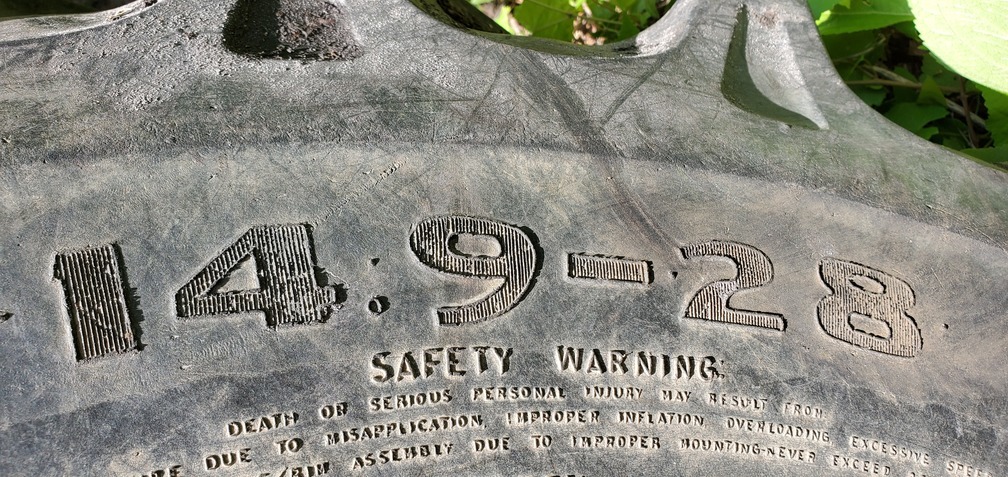 14.9-28
SAFETY WARNING
DEATH OR SERIOUS PERSONAL INJURY MAY RESULT FROM:
DUE TO MISAPPLICATION, IMPROPER INFLATION, OVERLOADING, EXCESSIVE
ASSEMBLY DUE TO IMPROPER MOUNTING-NEVER EXCEED